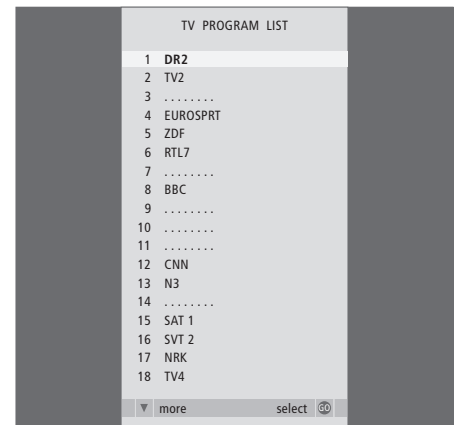 TV PROGRAM LIST
1 DR2
2 TV2
3 ........
4 EUROSPRT
5 ZDF
6 RTL7
7 ........
8 BBC
9 ........
10 ........
11 ........
12 CNN
13 N3
14 ........
15 SAT 1
16 SVT 2
17 NRK
18 TV4
▼ more select GO